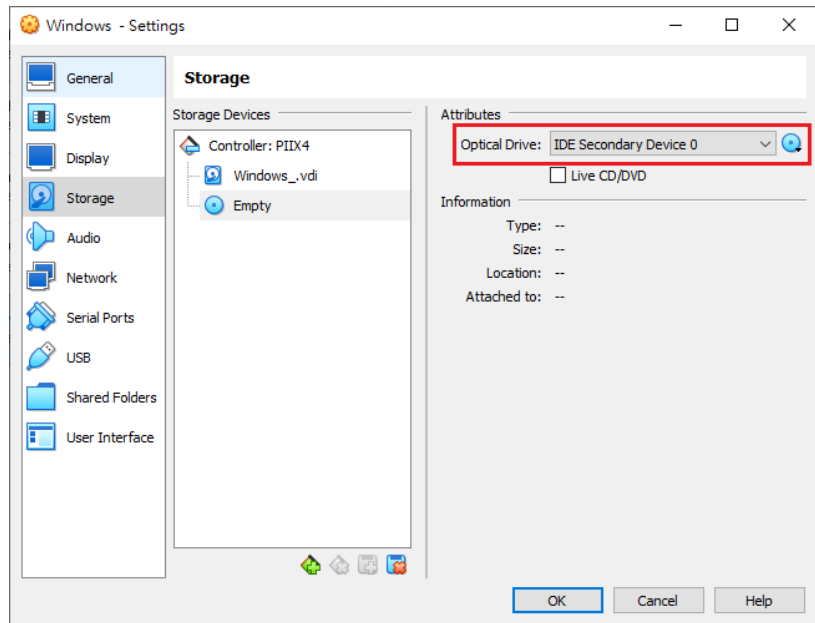 Windows - Settings
General
System
Display
Storage
Audio
Network
Serial Ports
USB
Shared Folders
User Interface
Storage
Storage Devices
Controller: PIIX4
Windows_.vdi
Empty
Attributes
Optical Drive: IDE Secondary Device 0
Live CD/DVD
Information
Type: --
Size: --
Location: --
Attached to: --
OK Cancel Help